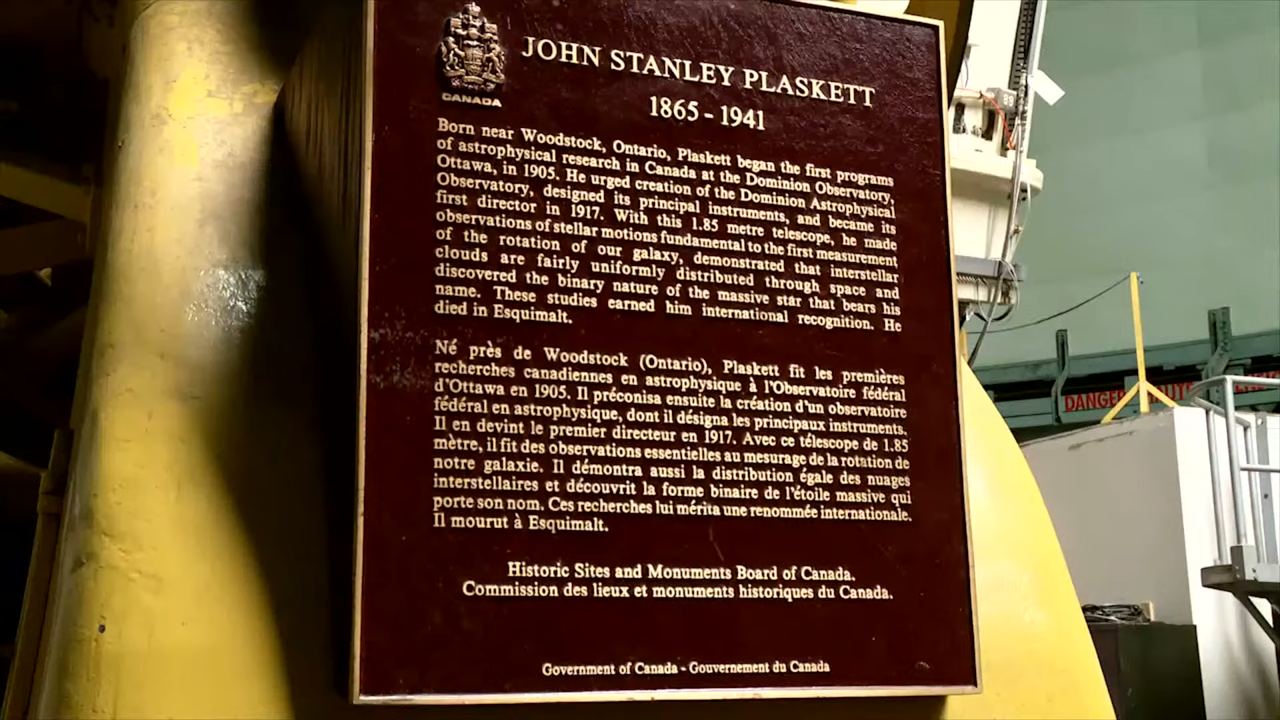 CANADA
JOHN STANLEY PLASKETT
1865 - 1941
Born near Woodstock, Ontario, Plaskett began the first programs
of astrophysical research in Canada at the Dominion Observatory,
Ottawa, in 1905. He urged creation of the Dominion Astrophysical
Observatory, designed its principal instruments, and became its
first director in 1917. With this 1.85 metre telescope, he made
observations of stellar motions fundamental to the first measurement
of the rotation of our galaxy, demonstrated that interstellar
clouds are fairly uniformly distributed through space and
discovered the binary nature of the massive star that bears his
name. These studies earned him international recognition. He
died in Esquimalt.
Né près de Woodstock (Ontario), Plaskett fit les premières
recherches canadiennes en astrophysique à l'Observatoire fédéral
d'Ottawa en 1905. Il préconisa ensuite la création d'un observatoire
fédéral en astrophysique, dont il désigna les principaux instruments.
Il en devint le premier directeur en 1917. Avec ce télescope de 1.85
mètre, il fit des observations essentielles au mesurage de la rotation de
notre galaxie. Il démontra aussi la distribution égale des nuages
interstellaires et découvrit la forme binaire de l'étoile massive qui
porte son nom. Ces recherches lui mérita une renommée internationale.
Il mourut à Esquimalt.
Historic Sites and Monuments Board of Canada.
Commission des lieux et monuments historiques du Canada.
Government of Canada - Gouvernement du Canada
DANGER